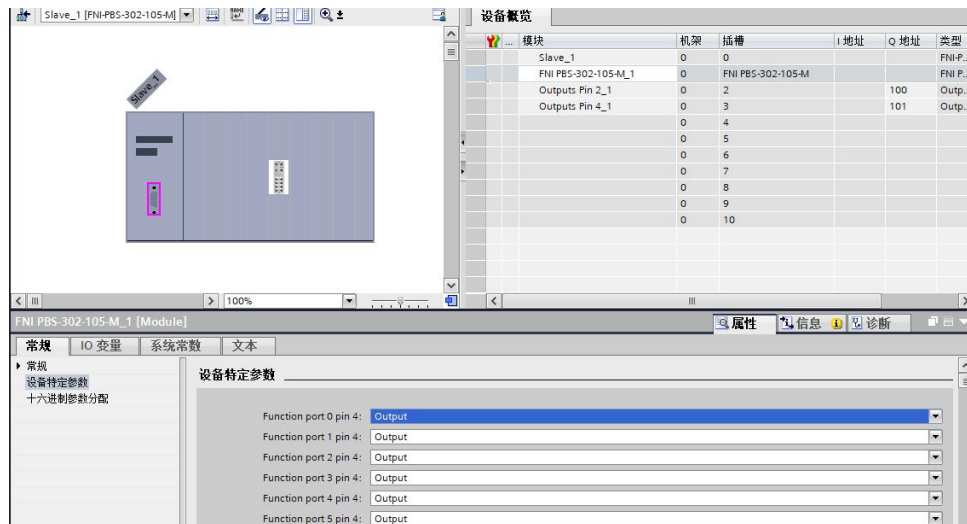 Slave_1 [FNI-PBS-302-105-M]
100%
Slave_1
设备概览
... 模块 机架 插槽 I 地址 Q 地址 类型
Slave_1 0 0 FNI-P...
FNI PBS-302-105-M_1 0 FNI PBS-302-105-M FNI P...
Outputs Pin 2_1 0 2 100 Outp...
Outputs Pin 4_1 0 3 101 Outp...
0 4
0 5
0 6
0 7
0 8
0 9
0 10
FNI PBS-302-105-M_1 [Module]
属性 信息 诊断
常规 IO 变量 系统常数 文本
常规
设备特定参数
十六进制参数分配
设备特定参数
Function port 0 pin 4: Output
Function port 1 pin 4: Output
Function port 2 pin 4: Output
Function port 3 pin 4: Output
Function port 4 pin 4: Output
Function port 5 pin 4: Output